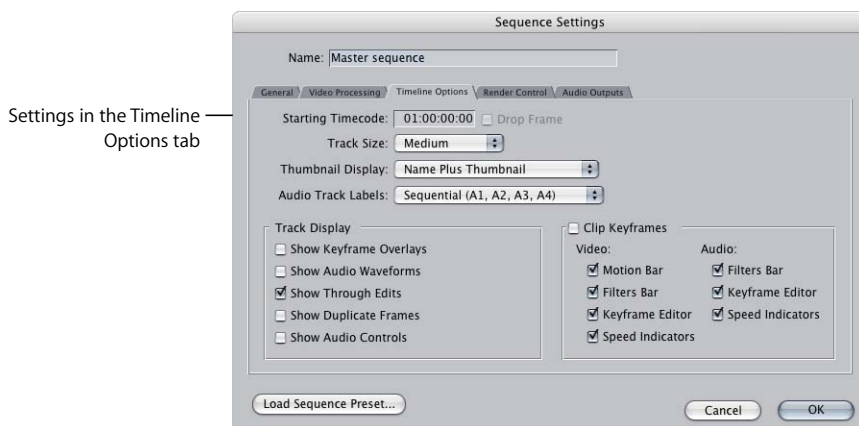 Sequence Settings
Name: Master sequence
General Video Processing Timeline Options Render Control Audio Outputs
Settings in the Timeline
Options tab
Starting Timecode: 01:00:00:00 Drop Frame
Track Size: Medium
Thumbnail Display: Name Plus Thumbnail
Audio Track Labels: Sequential (A1, A2, A3, A4)
Track Display
Show Keyframe Overlays
Show Audio Waveforms
Show Through Edits
Show Duplicate Frames
Show Audio Controls
Clip Keyframes
Video: Audio:
Motion Bar Filters Bar
Filters Bar Keyframe Editor
Keyframe Editor Speed Indicators
Speed Indicators
Load Sequence Preset...
Cancel OK